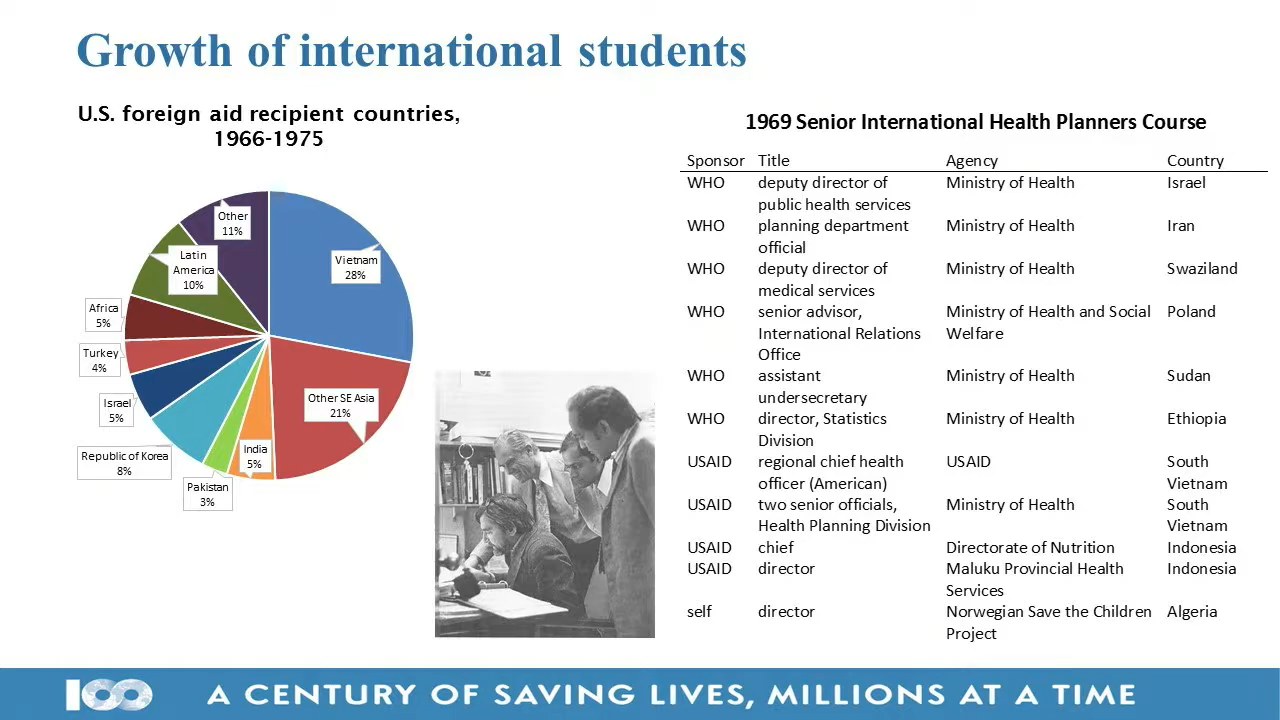 Growth of international students
U.S. foreign aid recipient countries,
1966-1975
Other
11%
Latin
America
10%
Africa
5%
Turkey
4%
Israel
5%
Republic of Korea
8%
Pakistan
3%
India
5%
Other SE Asia
21%
Vietnam
28%
1969 Senior International Health Planners Course
Sponsor Title Agency Country
WHO deputy director of Ministry of Health Israel
public health services
WHO planning department Ministry of Health Iran
official
WHO deputy director of Ministry of Health Swaziland
medical services
WHO senior advisor, Ministry of Health and Social Poland
International Relations Welfare
Office
WHO assistant Ministry of Health Sudan
undersecretary
WHO director, Statistics Ministry of Health Ethiopia
Division
USAID regional chief health USAID South
officer (American) Vietnam
USAID two senior officials, Ministry of Health South
Health Planning Division Vietnam
USAID chief Directorate of Nutrition Indonesia
USAID director Maluku Provincial Health Indonesia
Services
self director Norwegian Save the Children Algeria
Project
100 A CENTURY OF SAVING LIVES, MILLIONS AT A TIME